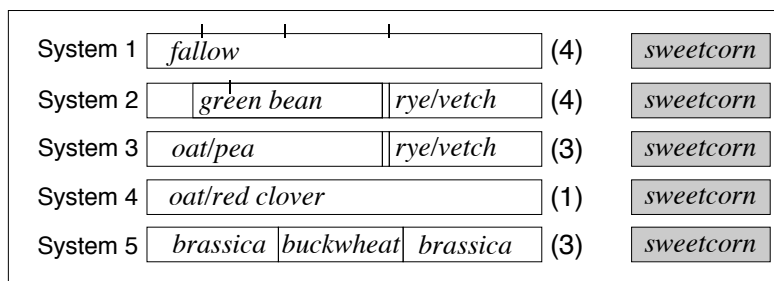 System 1 fallow (4) sweetcorn
System 2 green bean rye/vetch (4) sweetcorn
System 3 oat/pea rye/vetch (3) sweetcorn
System 4 oat/red clover (1) sweetcorn
System 5 brassica buckwheat brassica (3) sweetcorn